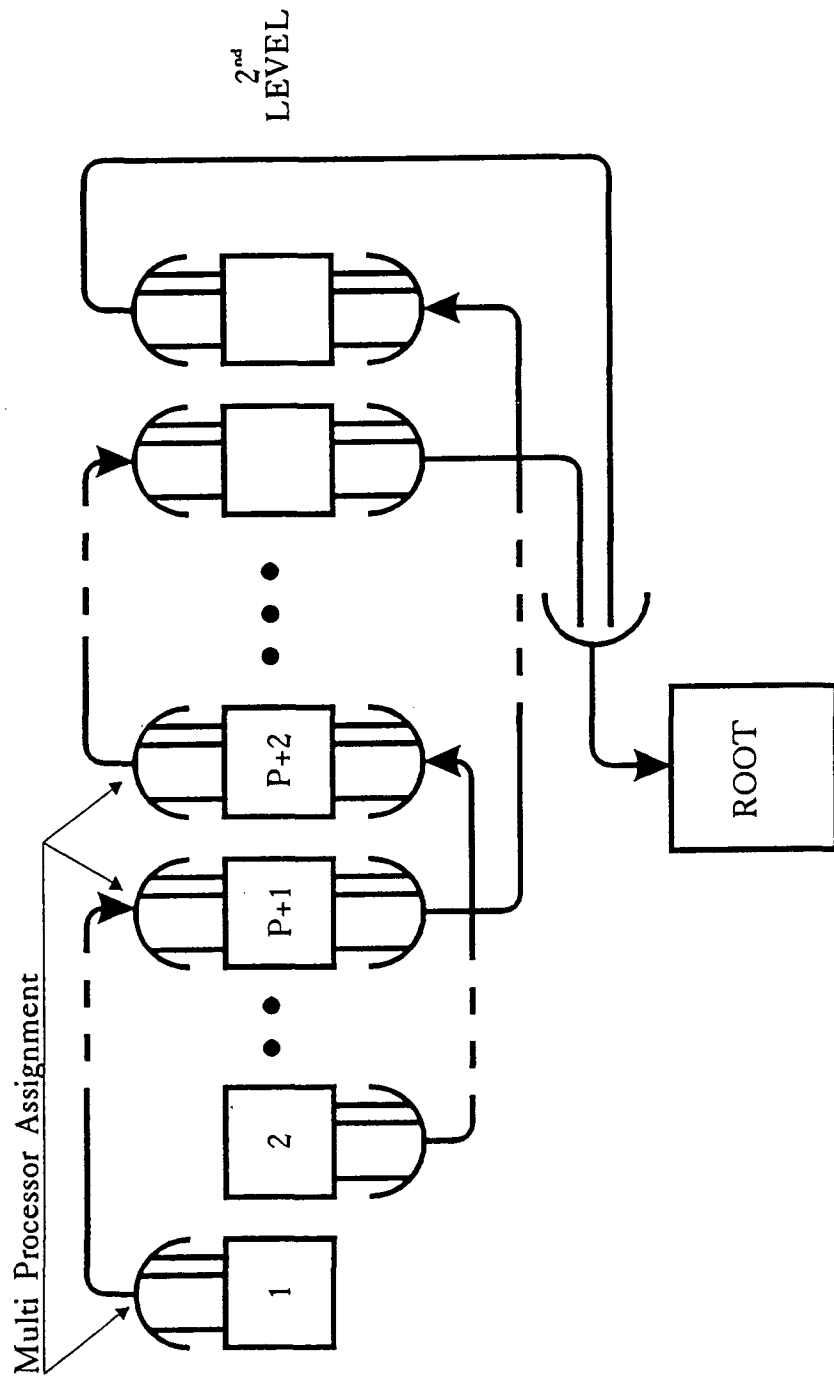 Multi Processor Assignment
1
2
P+1
P+2
2nd
LEVEL
ROOT